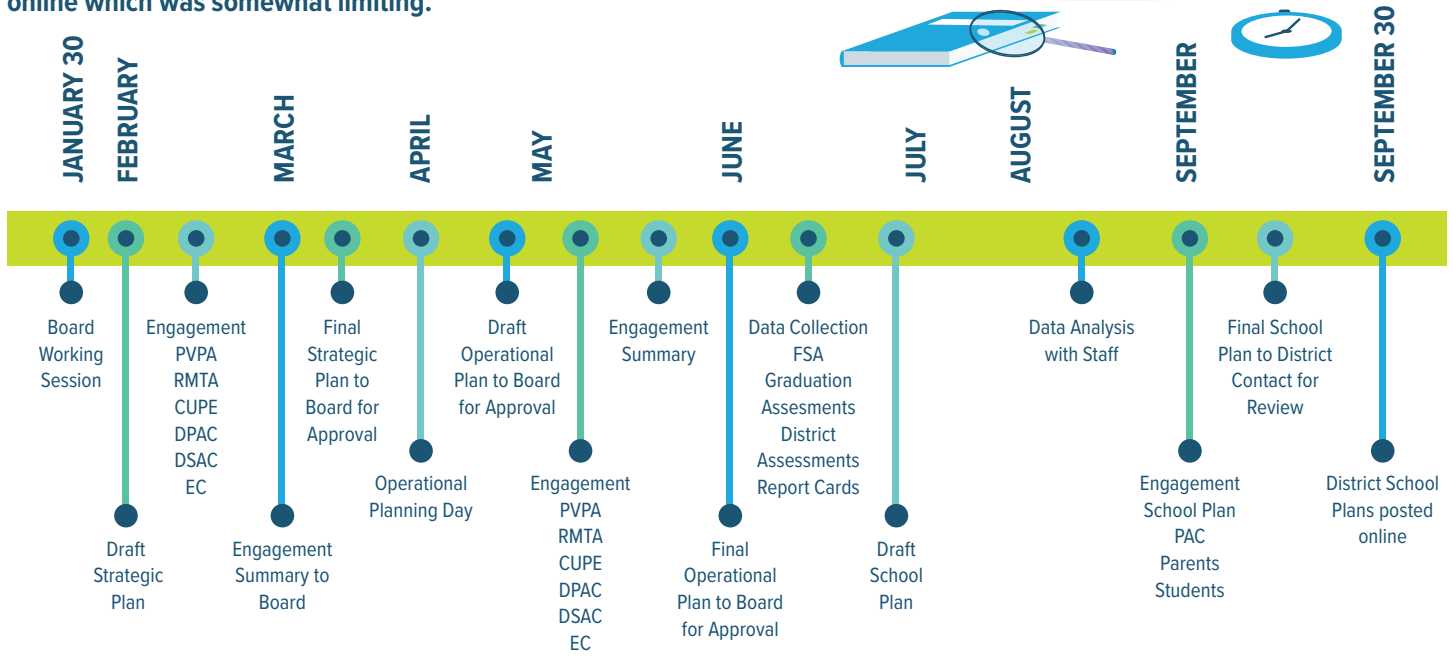 online which was somewhat limiting.
JANUARY 30
FEBRUARY
MARCH
APRIL
MAY
JUNE
JULY
AUGUST
SEPTEMBER
SEPTEMBER 30
Board
Working
Session
Draft
Strategic
Plan
Engagement
PVPA
RMTA
CUPE
DPAC
DSAC
EC
Engagement
Summary to
Board
Final
Strategic
Plan to
Board for
Approval
Operational
Planning Day
Draft
Operational
Plan to Board
for Approval
Engagement
PVPA
RMTA
CUPE
DPAC
DSAC
EC
Engagement
Summary
Final
Operational
Plan to Board
for Approval
Data Collection
FSA
Graduation
Assesments
District
Assessments
Report Cards
Draft
School
Plan
Data Analysis
with Staff
Engagement
School Plan
PAC
Parents
Students
Final School
Plan to District
Contact for
Review
District School
Plans posted
online